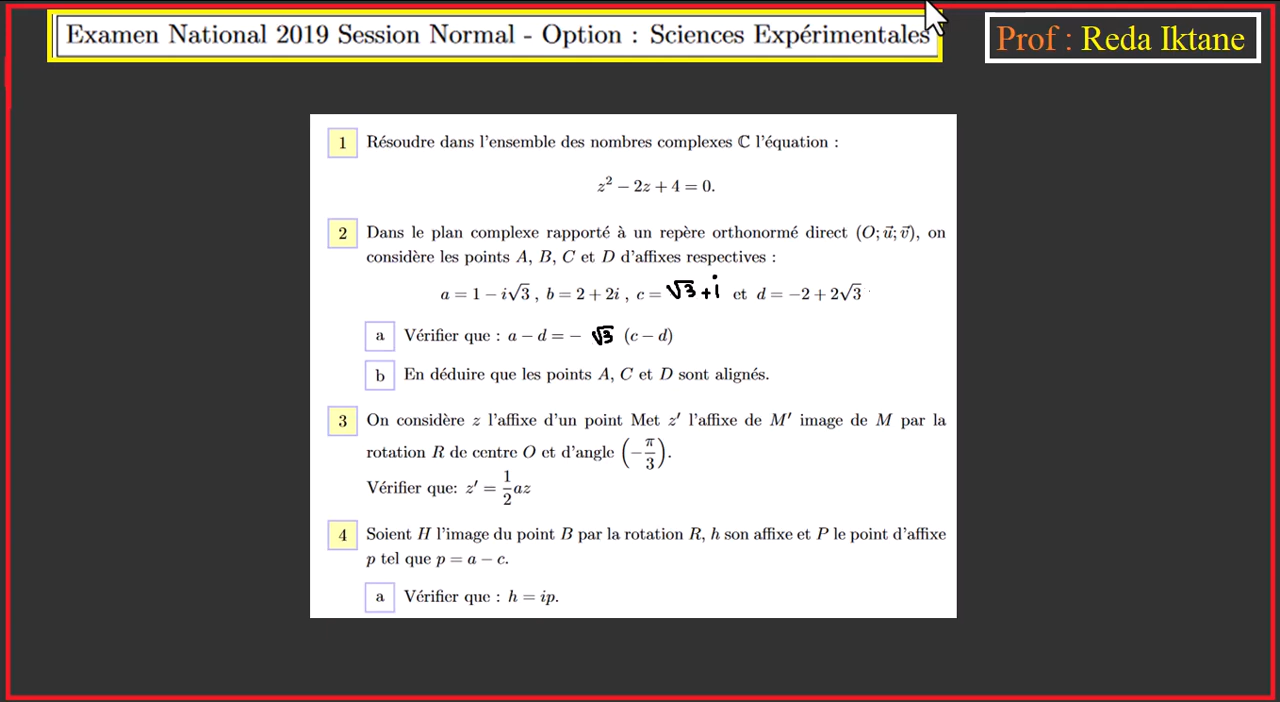 Examen National 2019 Session Normal - Option : Sciences Expérimentales
Prof : Reda Iktane
1 Résoudre dans l'ensemble des nombres complexes ℂ l'équation :
z² − 2z + 4 = 0.
2 Dans le plan complexe rapporté à un repère orthonormé direct (O; u⃗; v⃗), on
considère les points A, B, C et D d'affixes respectives :
a = 1 − i√3 , b = 2 + 2i , c = √3 + i et d = −2 + 2√3
a Vérifier que : a − d = − √3 (c − d)
b En déduire que les points A, C et D sont alignés.
3 On considère z l'affixe d'un point Met z′ l'affixe de M′ image de M par la
rotation R de centre O et d'angle (−π/3).
Vérifier que: z′ = 1/2 az
4 Soient H l'image du point B par la rotation R, h son affixe et P le point d'affixe
p tel que p = a − c.
a Vérifier que : h = ip.